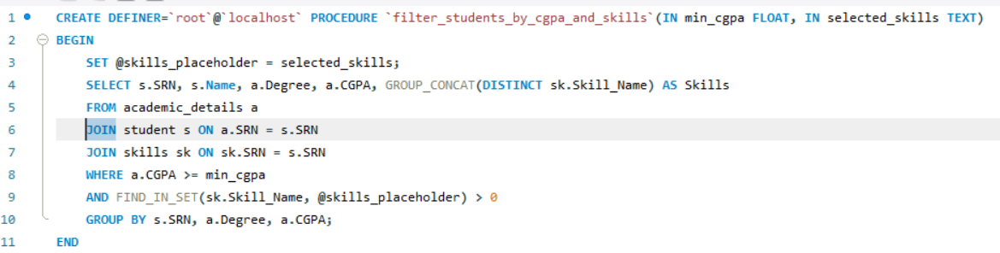 1 CREATE DEFINER=`root`@`localhost` PROCEDURE `filter_students_by_cgpa_and_skills`(IN min_cgpa FLOAT, IN selected_skills TEXT)
2 BEGIN
3 SET @skills_placeholder = selected_skills;
4 SELECT s.SRN, s.Name, a.Degree, a.CGPA, GROUP_CONCAT(DISTINCT sk.Skill_Name) AS Skills
5 FROM academic_details a
6 JOIN student s ON a.SRN = s.SRN
7 JOIN skills sk ON sk.SRN = s.SRN
8 WHERE a.CGPA >= min_cgpa
9 AND FIND_IN_SET(sk.Skill_Name, @skills_placeholder) > 0
10 GROUP BY s.SRN, a.Degree, a.CGPA;
11 END